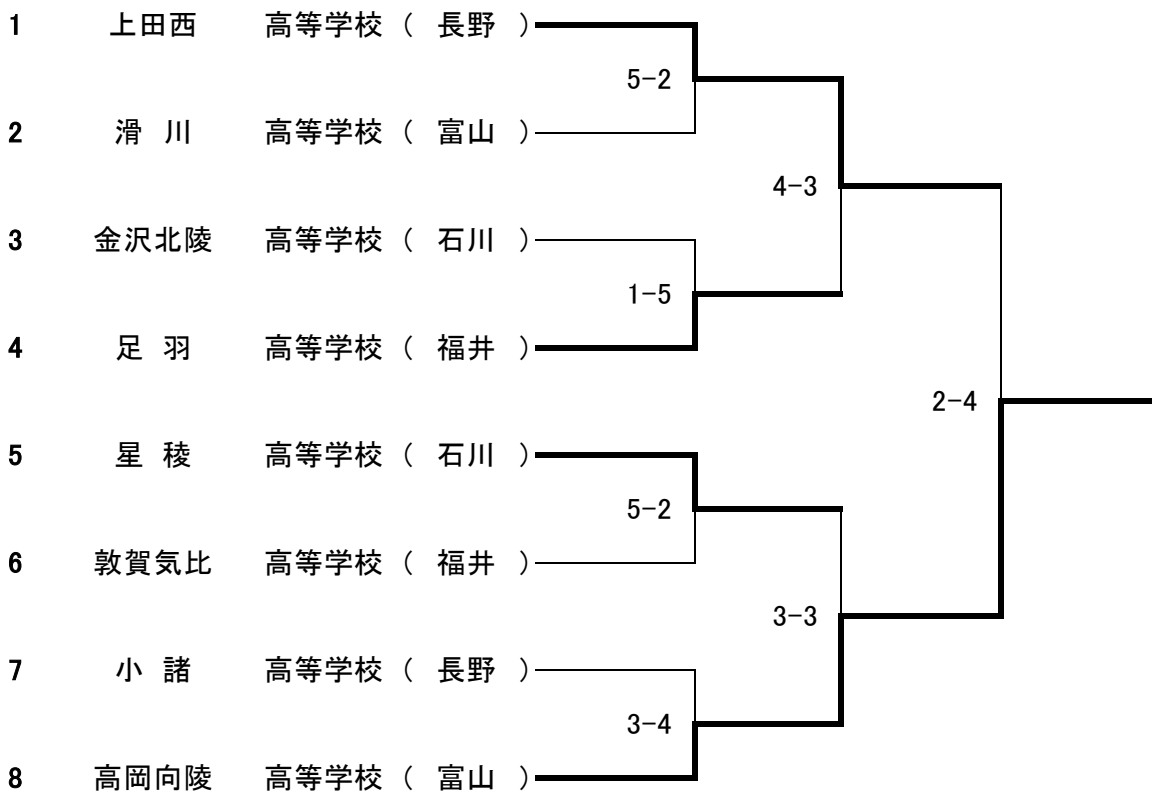 1 上田西 高等学校 ( 長野 )
5-2
2 滑 川 高等学校 ( 富山 )
4-3
3 金沢北陵 高等学校 ( 石川 )
1-5
4 足 羽 高等学校 ( 福井 )
2-4
5 星 稜 高等学校 ( 石川 )
5-2
6 敦賀気比 高等学校 ( 福井 )
3-3
7 小 諸 高等学校 ( 長野 )
3-4
8 高岡向陵 高等学校 ( 富山 )